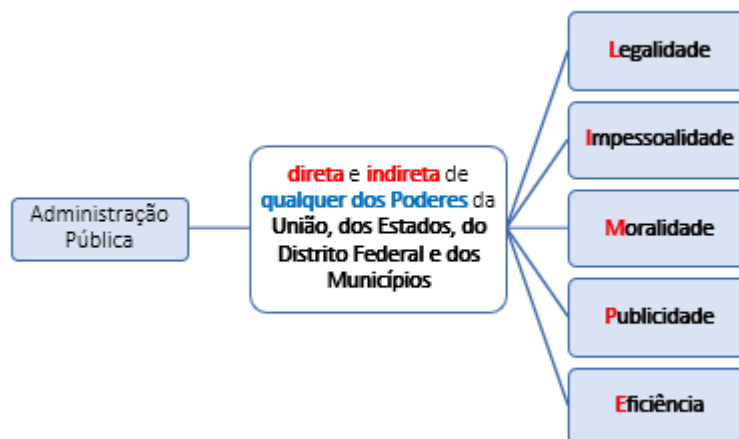 Administração
Pública
direta e indireta de
qualquer dos Poderes da
União, dos Estados, do
Distrito Federal e dos
Municípios
Legalidade
Impessoalidade
Moralidade
Publicidade
Eficiência